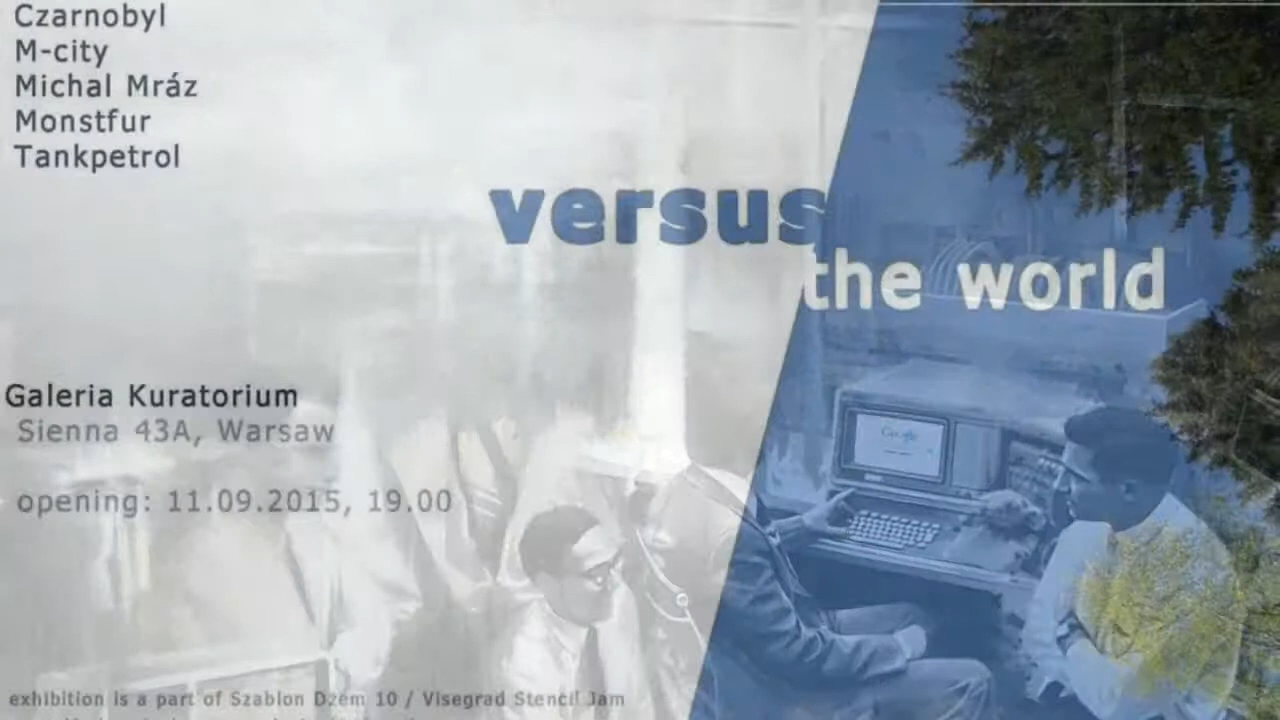 Czarnobyl
M-city
Michal Mráz
Monstfur
Tankpetrol
versus
the world
Google
Galeria Kuratorium
Sienna 43A, Warsaw
opening: 11.09.2015, 19.00
exhibition is a part of Szablon Dżem 10 / Visegrad Stencil Jam